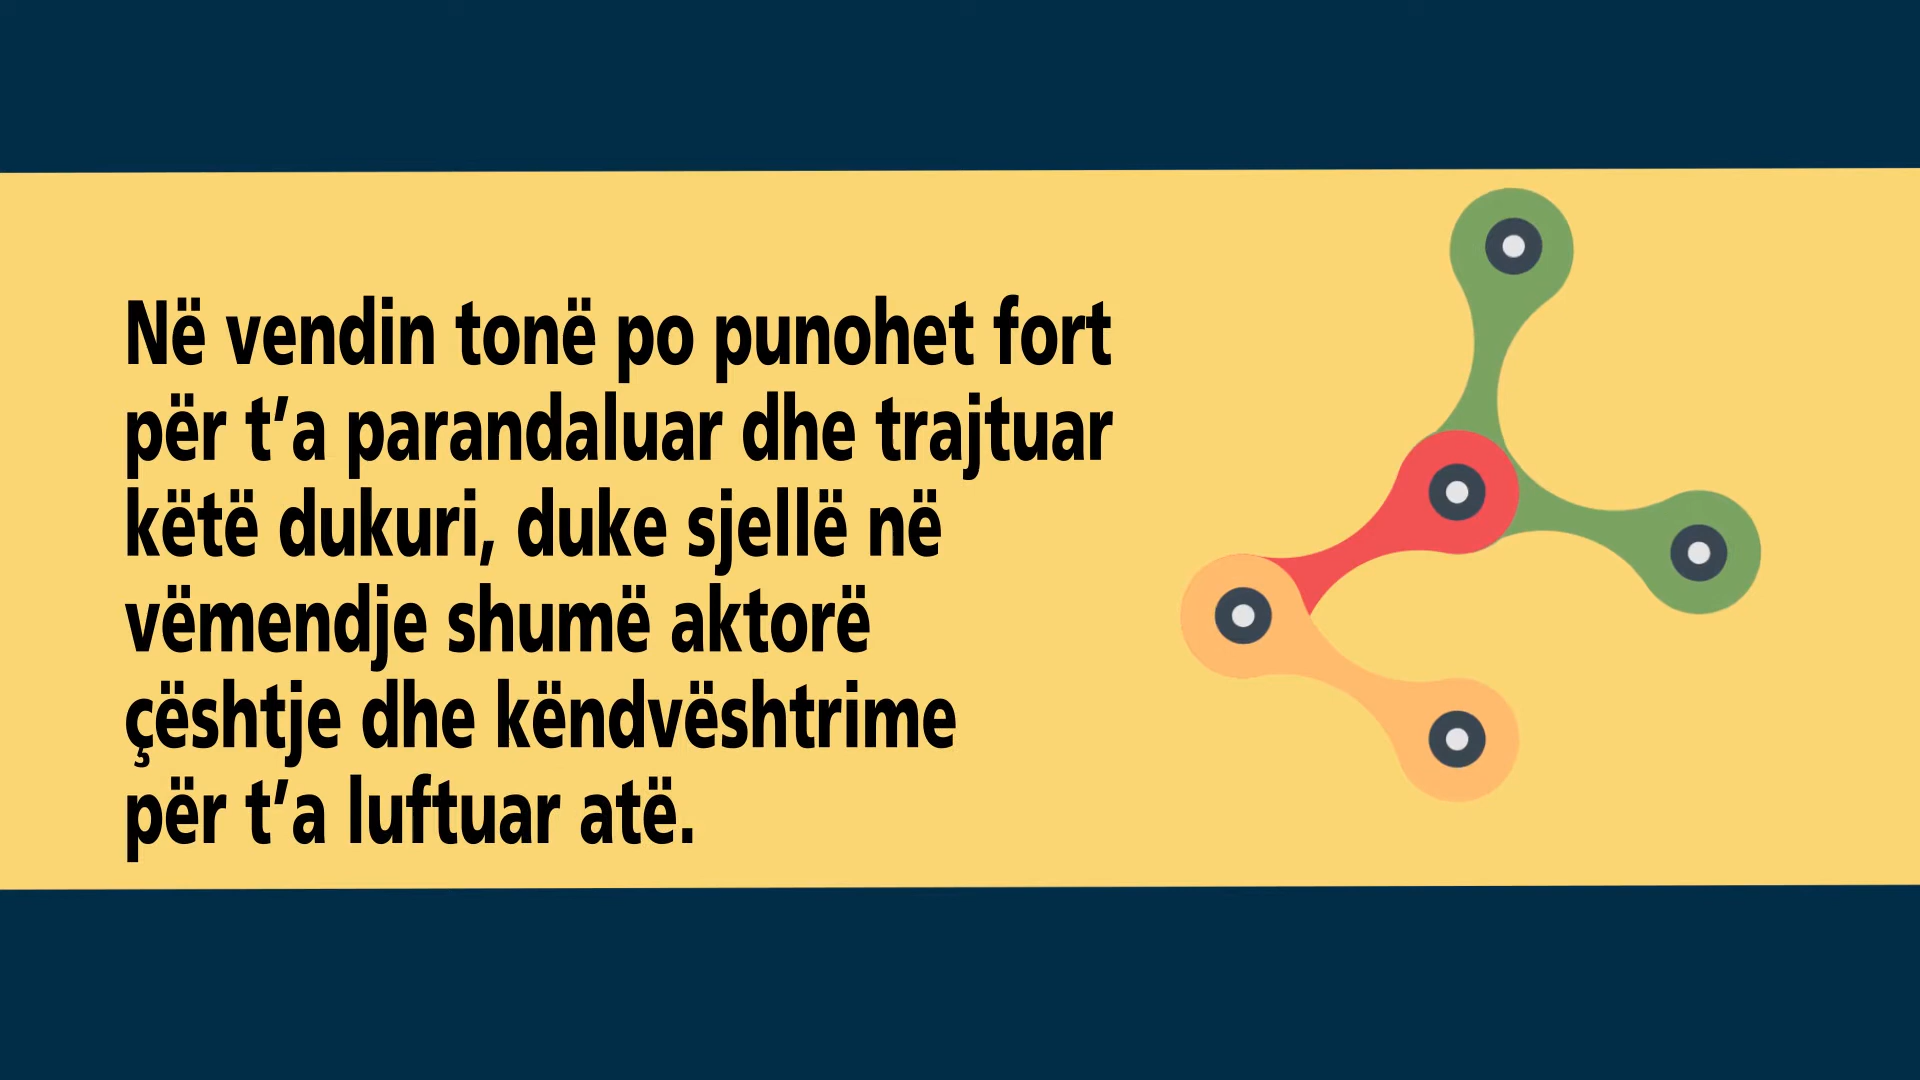 Në vendin tonë po punohet fort
për t’a parandaluar dhe trajtuar
këtë dukuri, duke sjellë në
vëmendje shumë aktorë
çështje dhe këndvështrime
për t’a luftuar atë.